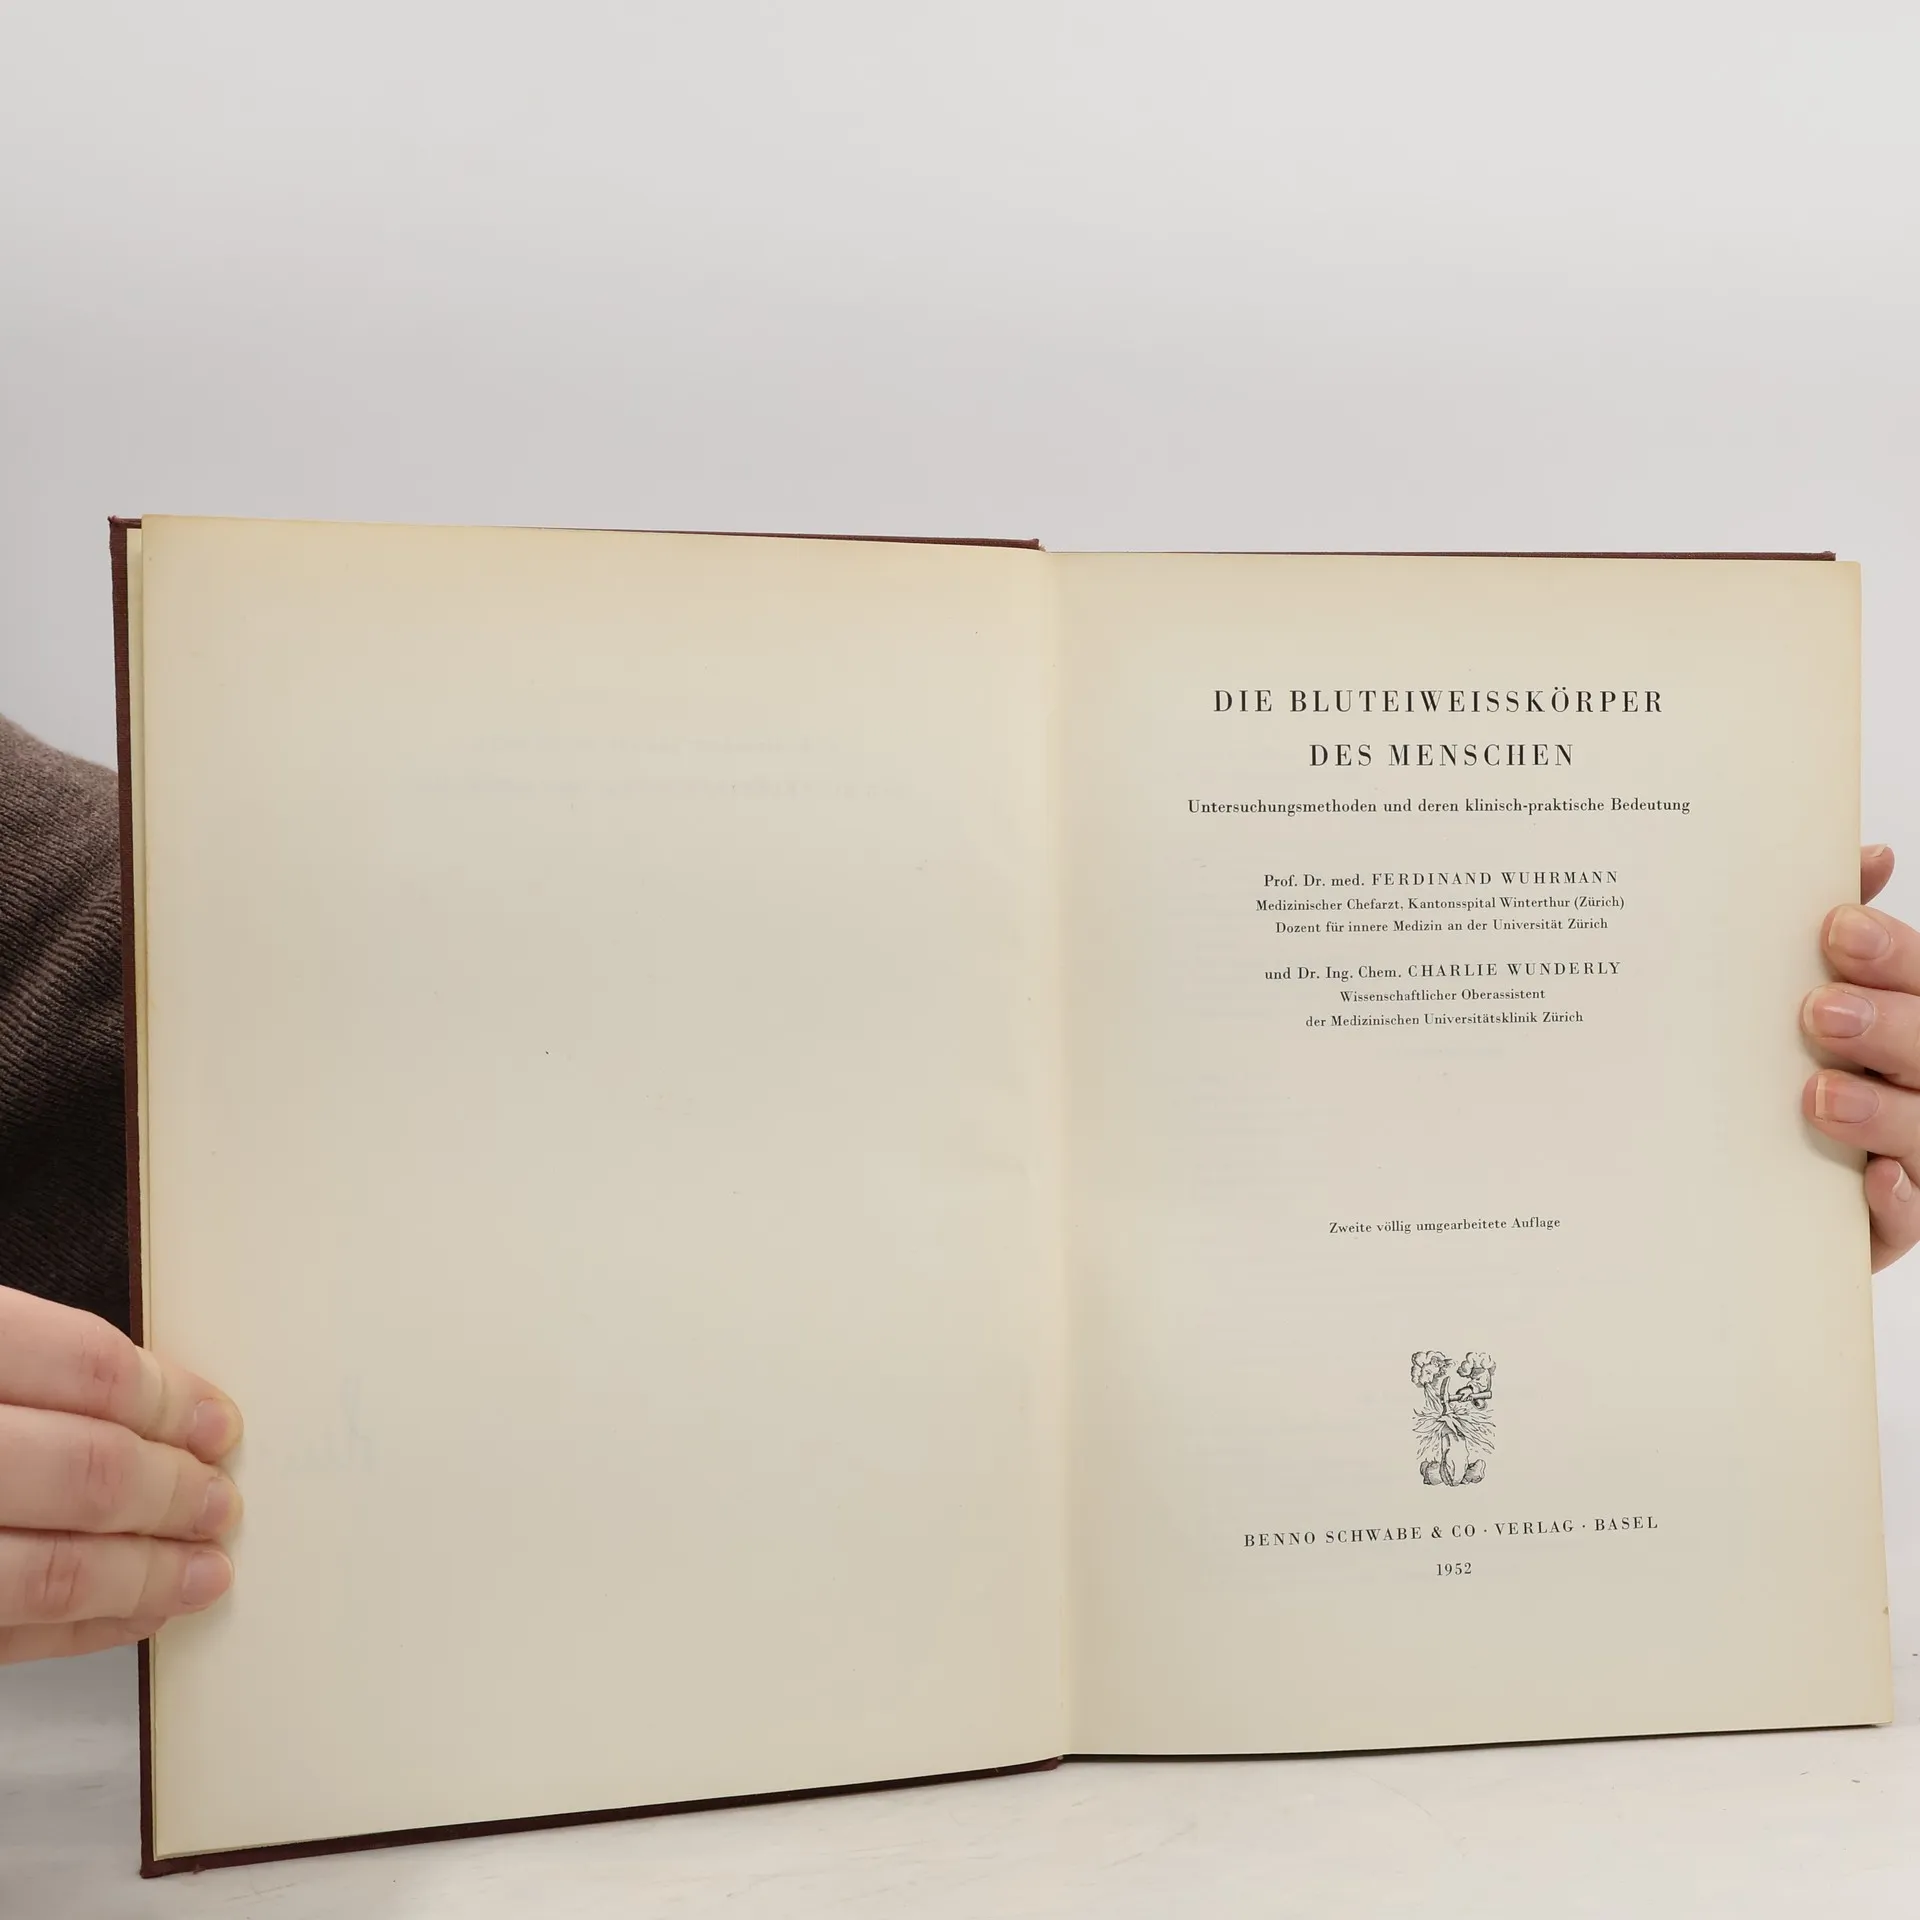 DIE BLUTEIWEISSKÖRPER
DES MENSCHEN
Untersuchungsmethoden und deren klinisch-praktische Bedeutung
Prof. Dr. med. FERDINAND WUHRMANN
Medizinischer Chefarzt, Kantonsspital Winterthur (Zürich)
Dozent für innere Medizin an der Universität Zürich
und Dr. Ing. Chem. CHARLIE WUNDERLY
Wissenschaftlicher Oberassistent
der Medizinischen Universitätsklinik Zürich
Zweite völlig umgearbeitete Auflage
BENNO SCHWABE & CO · VERLAG · BASEL
1952